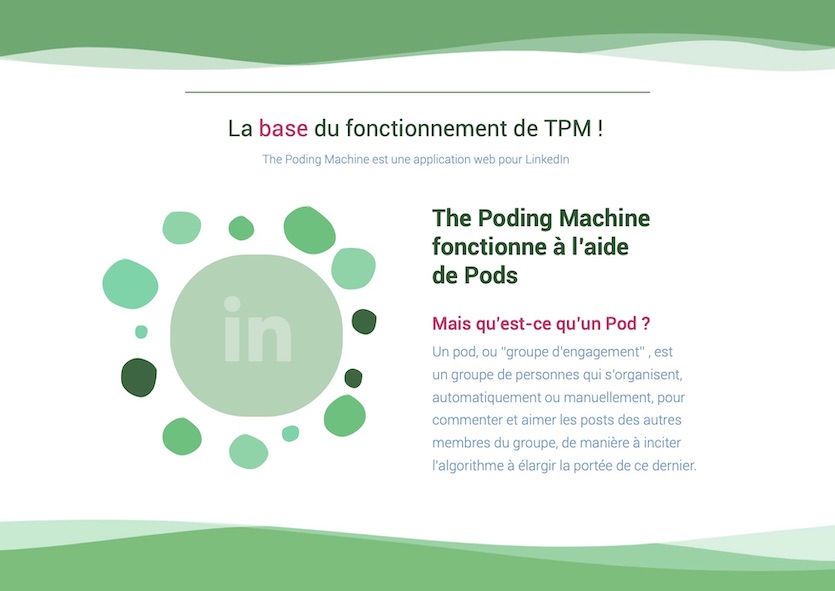 La base du fonctionnement de TPM !
The Poding Machine est une application web pour LinkedIn
in
The Poding Machine
fonctionne à l'aide
de Pods
Mais qu'est-ce qu'un Pod ?
Un pod, ou "groupe d'engagement" , est
un groupe de personnes qui s'organisent,
automatiquement ou manuellement, pour
commenter et aimer les posts des autres
membres du groupe, de manière à inciter
l'algorithme à élargir la portée de ce dernier.